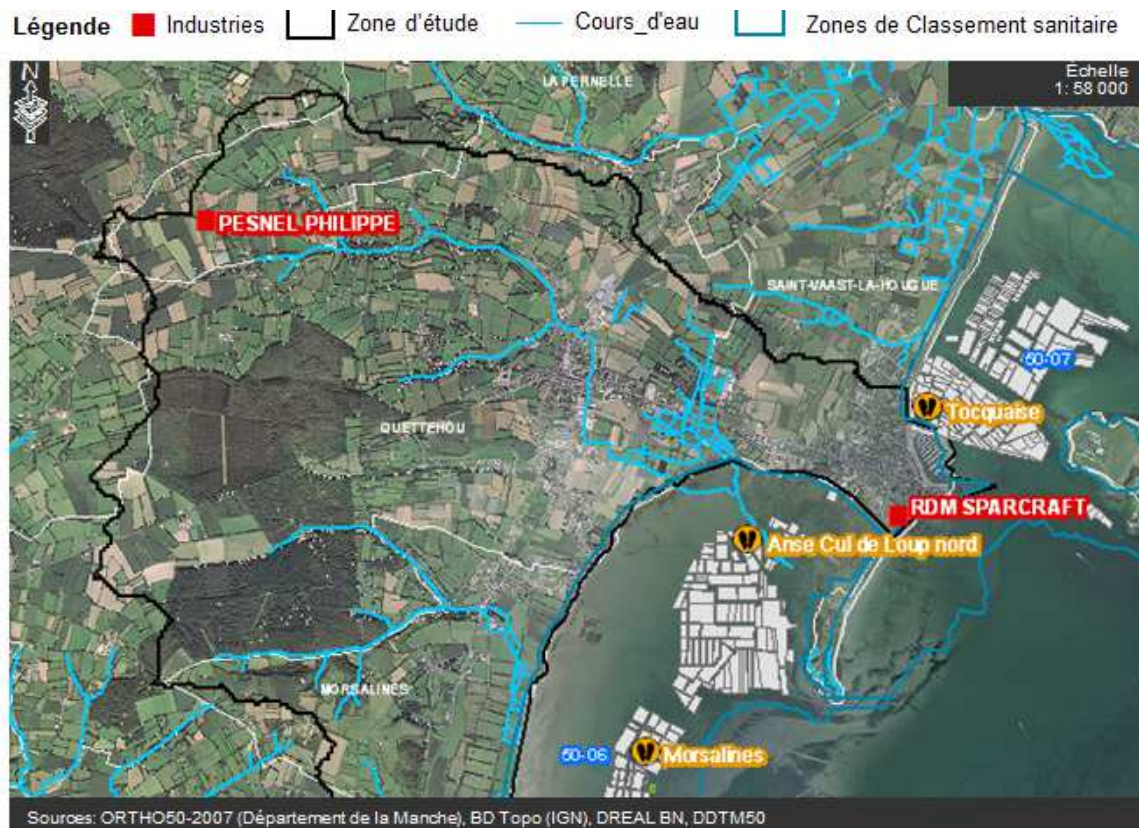 Légende Industries Zone d'étude Cours_d'eau Zones de Classement sanitaire
N
Échelle
1: 58 000
LA PERNELLE
PESNEL PHILIPPE
SAINT-VAAST-LA-HOUGUE
50-07
Tocquaise
QUETTEHOU
RDM SPARCRAFT
Anse Cul de Loup nord
MORSALINES
50-06
Morsalines
Sources: ORTHO50-2007 (Département de la Manche), BD Topo (IGN), DREAL BN, DDTM50